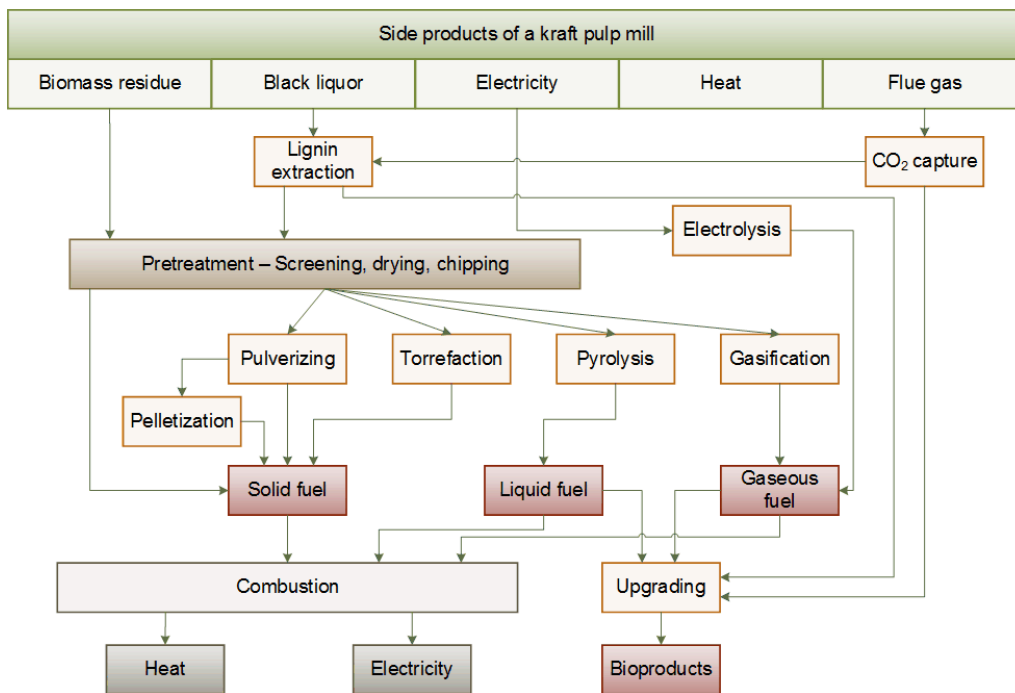 Side products of a kraft pulp mill
Biomass residue
Black liquor
Electricity
Heat
Flue gas
Lignin
extraction
CO₂ capture
Electrolysis
Pretreatment – Screening, drying, chipping
Pulverizing
Torrefaction
Pyrolysis
Gasification
Pelletization
Solid fuel
Liquid fuel
Gaseous
fuel
Combustion
Upgrading
Heat
Electricity
Bioproducts